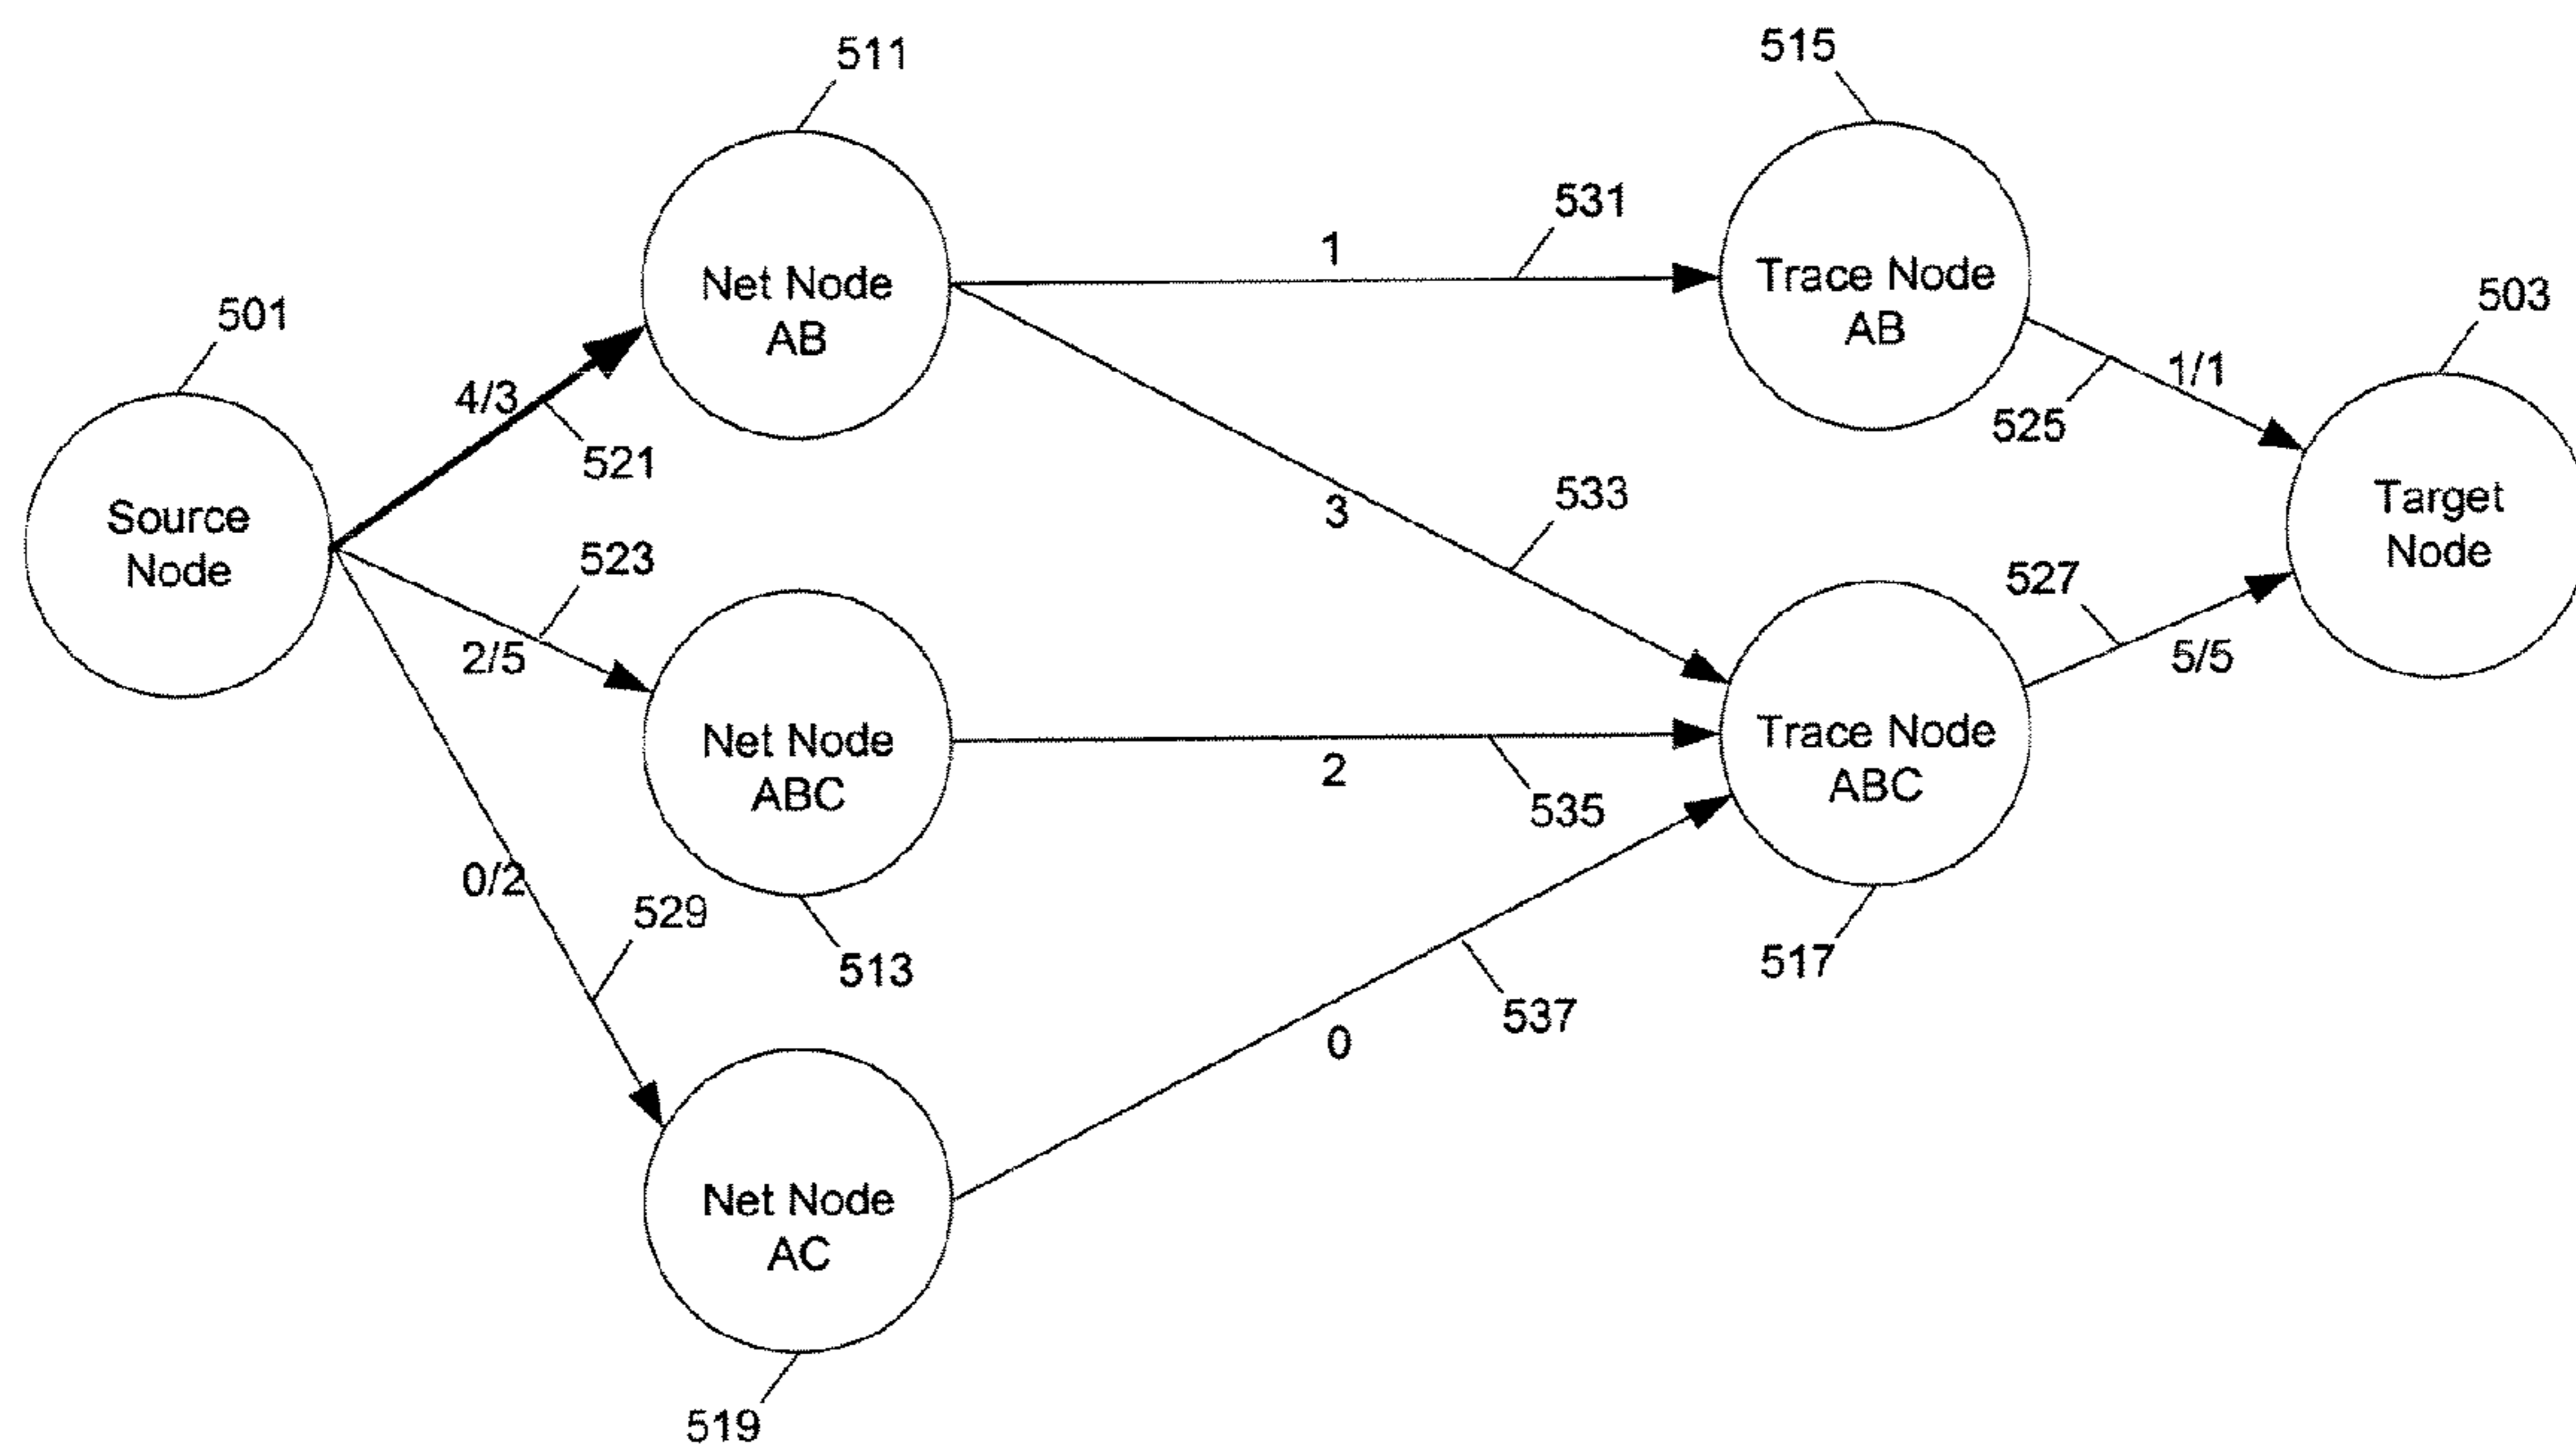 511
515
501
531
503
1
Net Node
AB
Trace Node
AB
4/3
521
1/1
525
533
3
Source
Node
523
2/5
Target
Node
527
5/5
Net Node
ABC
2
535
Trace Node
ABC
0/2
529
513
517
537
0
Net Node
AC
519